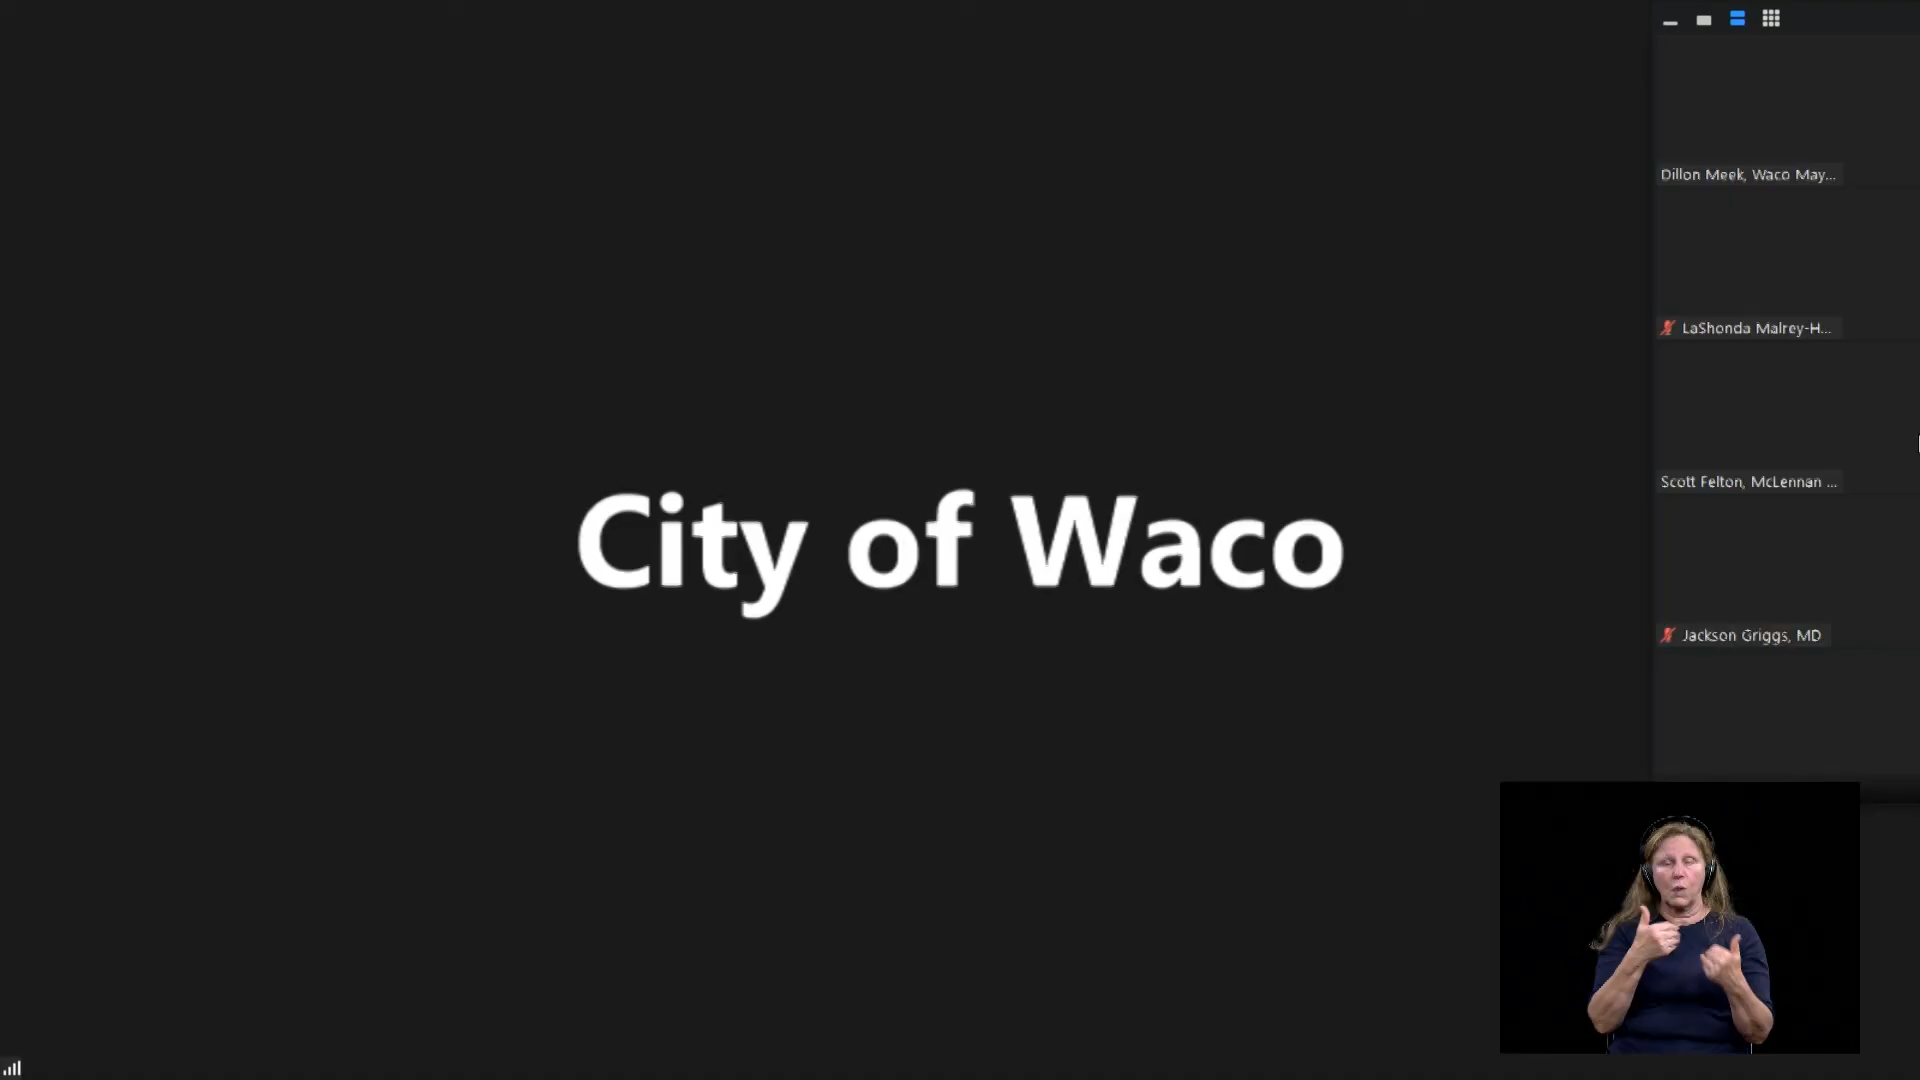 City of Waco
Dillon Meek, Waco May...
LaShonda Malrey-H...
Scott Felton, McLennan ...
Jackson Griggs, MD